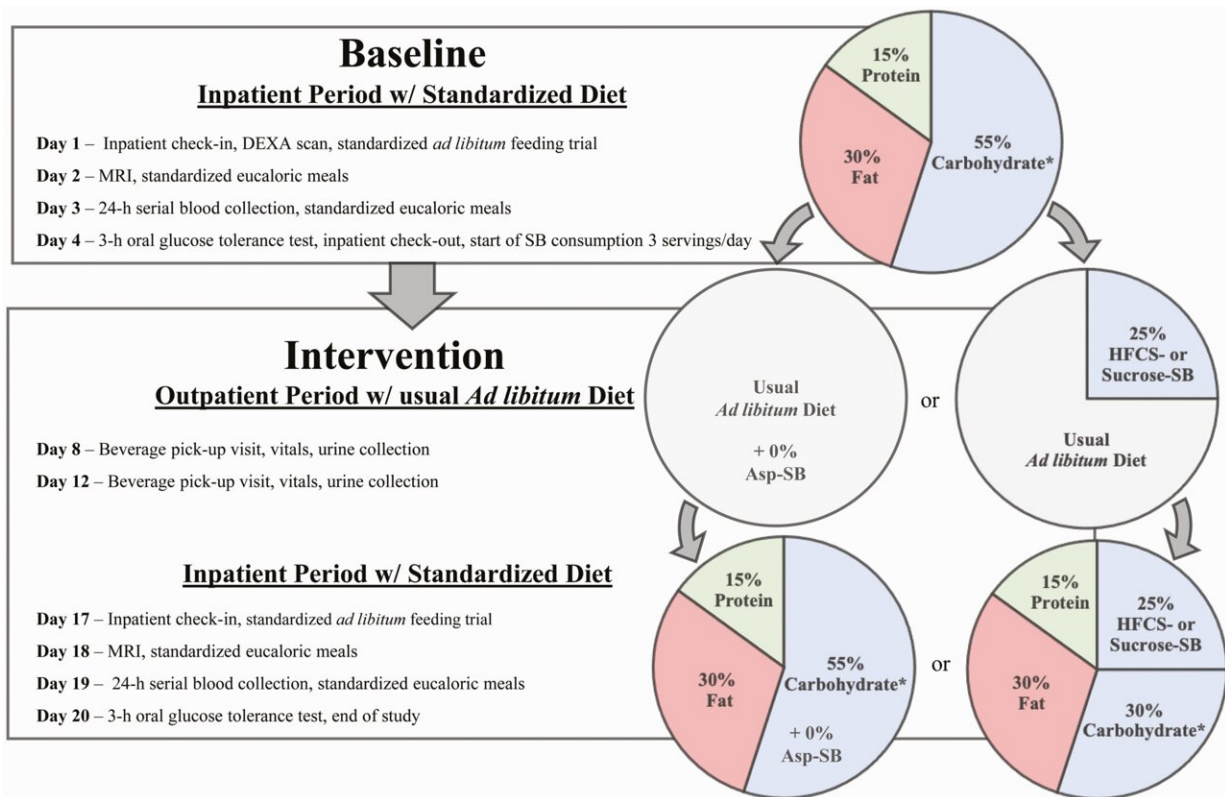 Baseline
Inpatient Period w/ Standardized Diet
Day 1 – Inpatient check-in, DEXA scan, standardized ad libitum feeding trial
Day 2 – MRI, standardized eucaloric meals
Day 3 – 24-h serial blood collection, standardized eucaloric meals
Day 4 – 3-h oral glucose tolerance test, inpatient check-out, start of SB consumption 3 servings/day
15%
Protein
30%
Fat
55%
Carbohydrate*
Intervention
Outpatient Period w/ usual Ad libitum Diet
Day 8 – Beverage pick-up visit, vitals, urine collection
Day 12 – Beverage pick-up visit, vitals, urine collection
Usual
Ad libitum Diet
+ 0%
Asp-SB
or
25%
HFCS- or
Sucrose-SB
Usual
Ad libitum Diet
Inpatient Period w/ Standardized Diet
Day 17 – Inpatient check-in, standardized ad libitum feeding trial
Day 18 – MRI, standardized eucaloric meals
Day 19 – 24-h serial blood collection, standardized eucaloric meals
Day 20 – 3-h oral glucose tolerance test, end of study
15%
Protein
30%
Fat
55%
Carbohydrate*
+ 0%
Asp-SB
or
15%
Protein
25%
HFCS- or
Sucrose-SB
30%
Fat
30%
Carbohydrate*